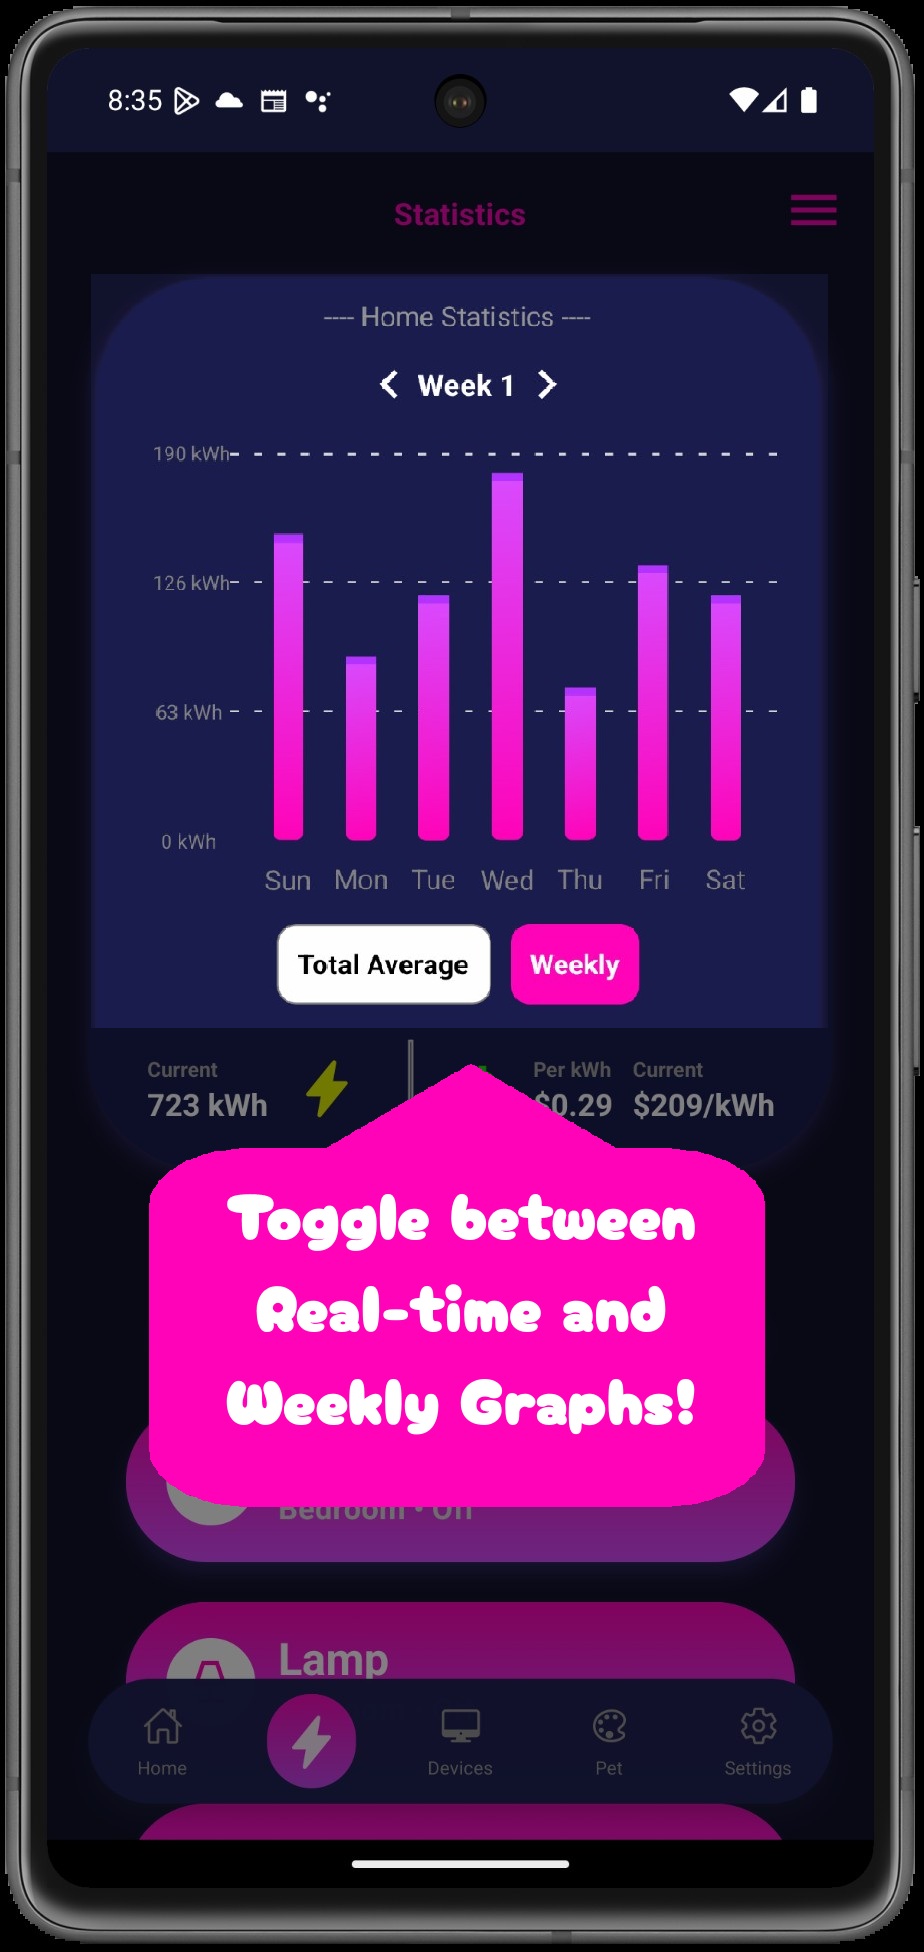 8:35
Statistics
---- Home Statistics ----
Week 1
190 kWh
126 kWh
63 kWh
0 kWh
Sun Mon Tue Wed Thu Fri Sat
Total Average Weekly
Current Per kWh Current
723 kWh $0.29 $209/kWh
Toggle between
Real-time and
Weekly Graphs!
Bedroom • Off
Lamp
Home Devices Pet Settings